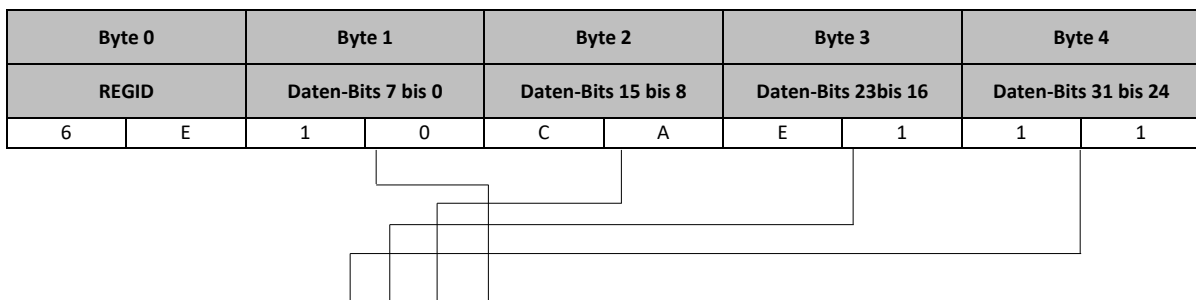 Byte 0 Byte 1 Byte 2 Byte 3 Byte 4
REGID Daten-Bits 7 bis 0 Daten-Bits 15 bis 8 Daten-Bits 23bis 16 Daten-Bits 31 bis 24
6 E 1 0 C A E 1 1 1